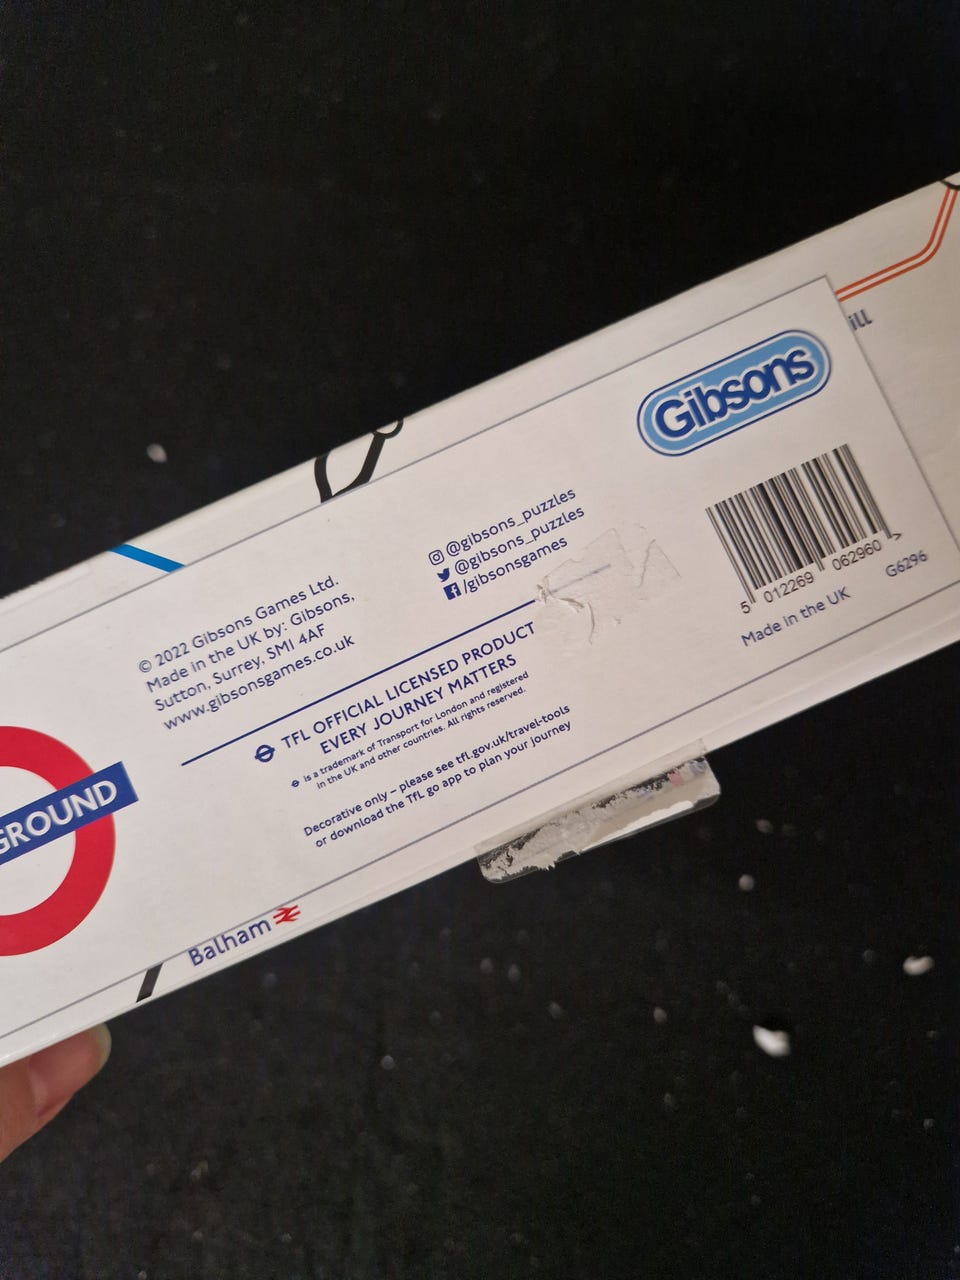 Gibsons
ill
@gibsons_puzzles
@gibsons_puzzles
/gibsonsgames
5 012269 062960 >
G6296
Made in the UK
© 2022 Gibsons Games Ltd.
Made in the UK by: Gibsons,
Sutton, Surrey, SM1 4AF
www.gibsonsgames.co.uk
TFL OFFICIAL LICENSED PRODUCT
EVERY JOURNEY MATTERS
is a trademark of Transport for London and registered
in the UK and other countries. All rights reserved.
Decorative only – please see tfl.gov.uk/travel-tools
or download the TfL go app to plan your journey
GROUND
Balham